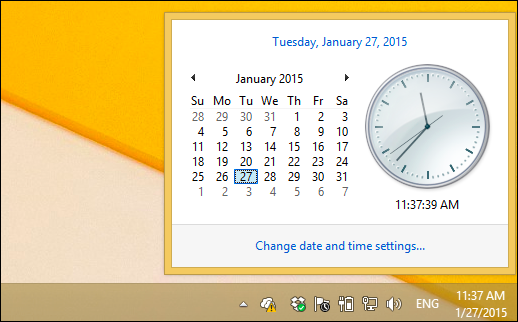 Tuesday, January 27, 2015
January 2015
Su Mo Tu We Th Fr Sa
28 29 30 31 1 2 3
4 5 6 7 8 9 10
11 12 13 14 15 16 17
18 19 20 21 22 23 24
25 26 27 28 29 30 31
1 2 3 4 5 6 7
11:37:39 AM
Change date and time settings...
ENG
11:37 AM
1/27/2015